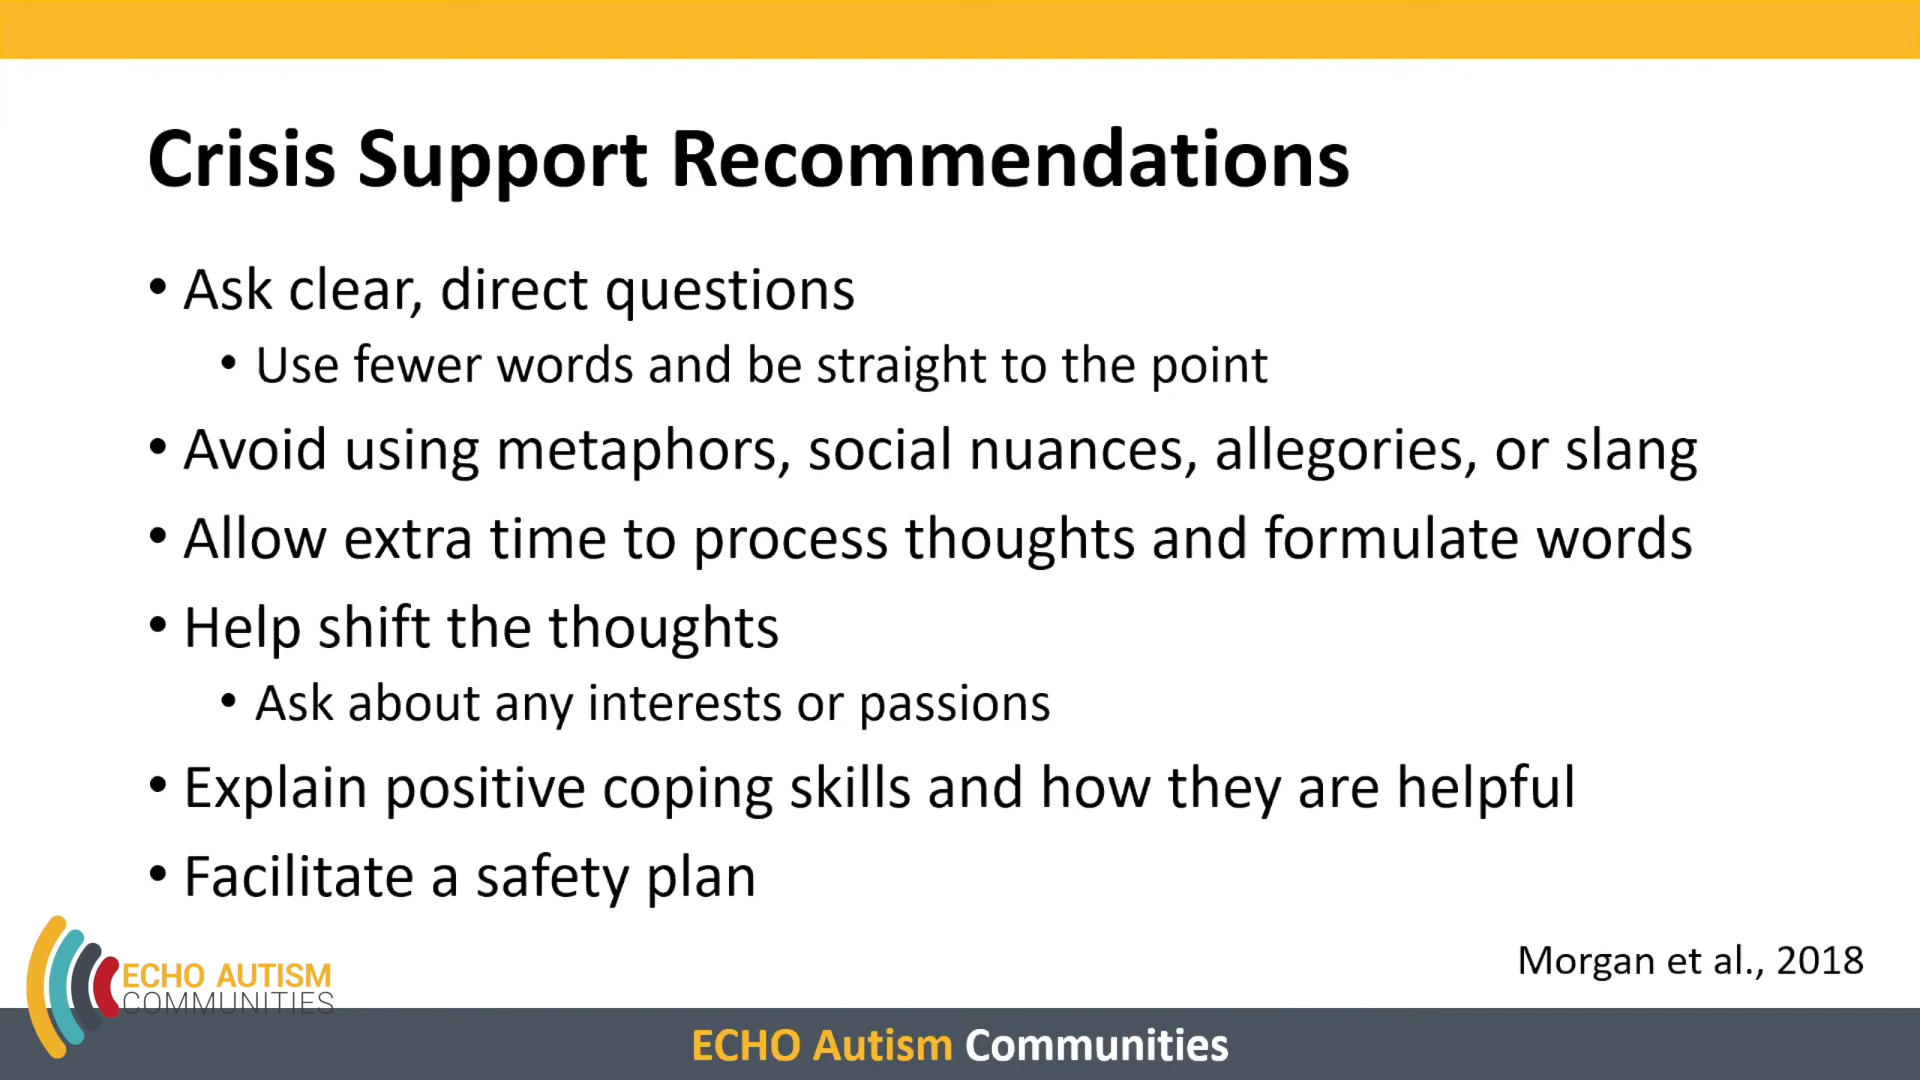 Crisis Support Recommendations
• Ask clear, direct questions
• Use fewer words and be straight to the point
• Avoid using metaphors, social nuances, allegories, or slang
• Allow extra time to process thoughts and formulate words
• Help shift the thoughts
• Ask about any interests or passions
• Explain positive coping skills and how they are helpful
• Facilitate a safety plan
Morgan et al., 2018
ECHO AUTISM
COMMUNITIES
ECHO Autism Communities